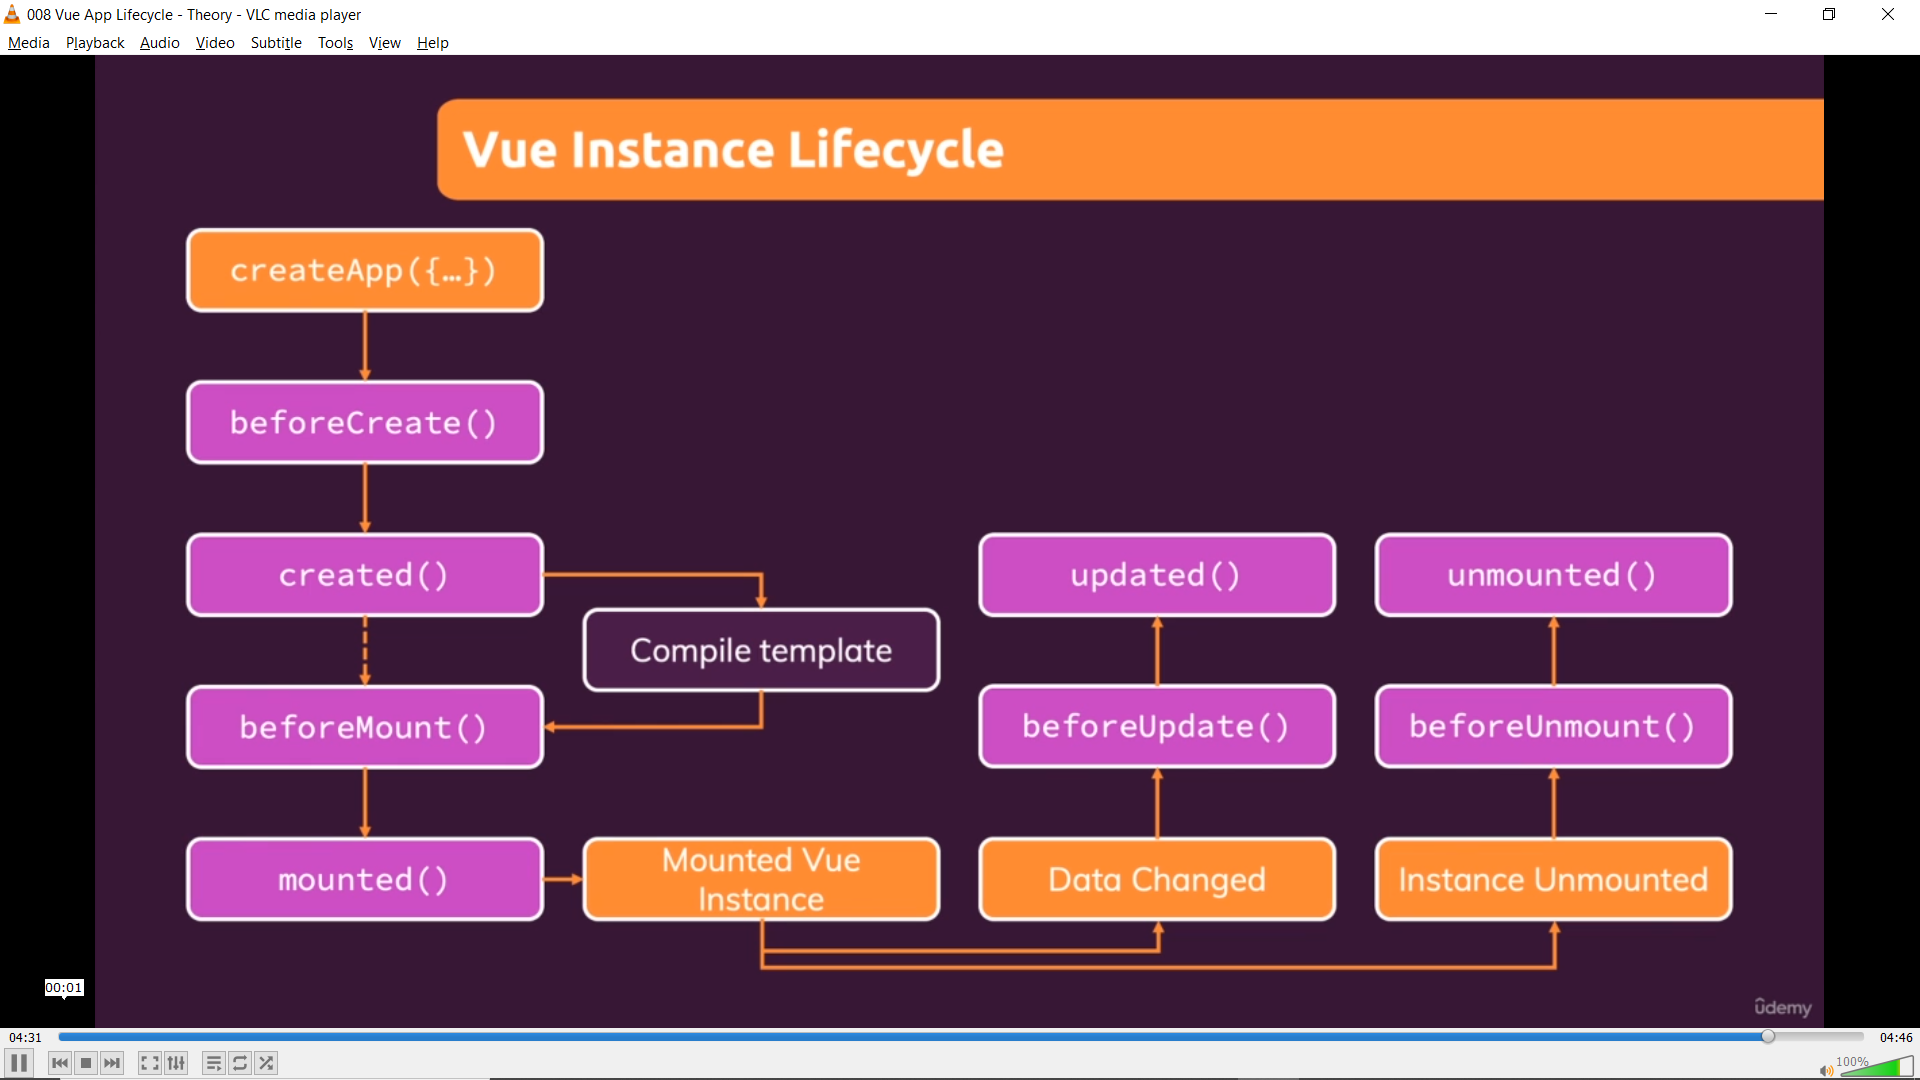 008 Vue App Lifecycle - Theory - VLC media player
Media Playback Audio Video Subtitle Tools View Help
Vue Instance Lifecycle
createApp({…})
beforeCreate()
created()
Compile template
beforeMount()
mounted()
Mounted Vue
Instance
updated()
beforeUpdate()
Data Changed
unmounted()
beforeUnmount()
Instance Unmounted
00:01
ûdemy
04:31
04:46
100%